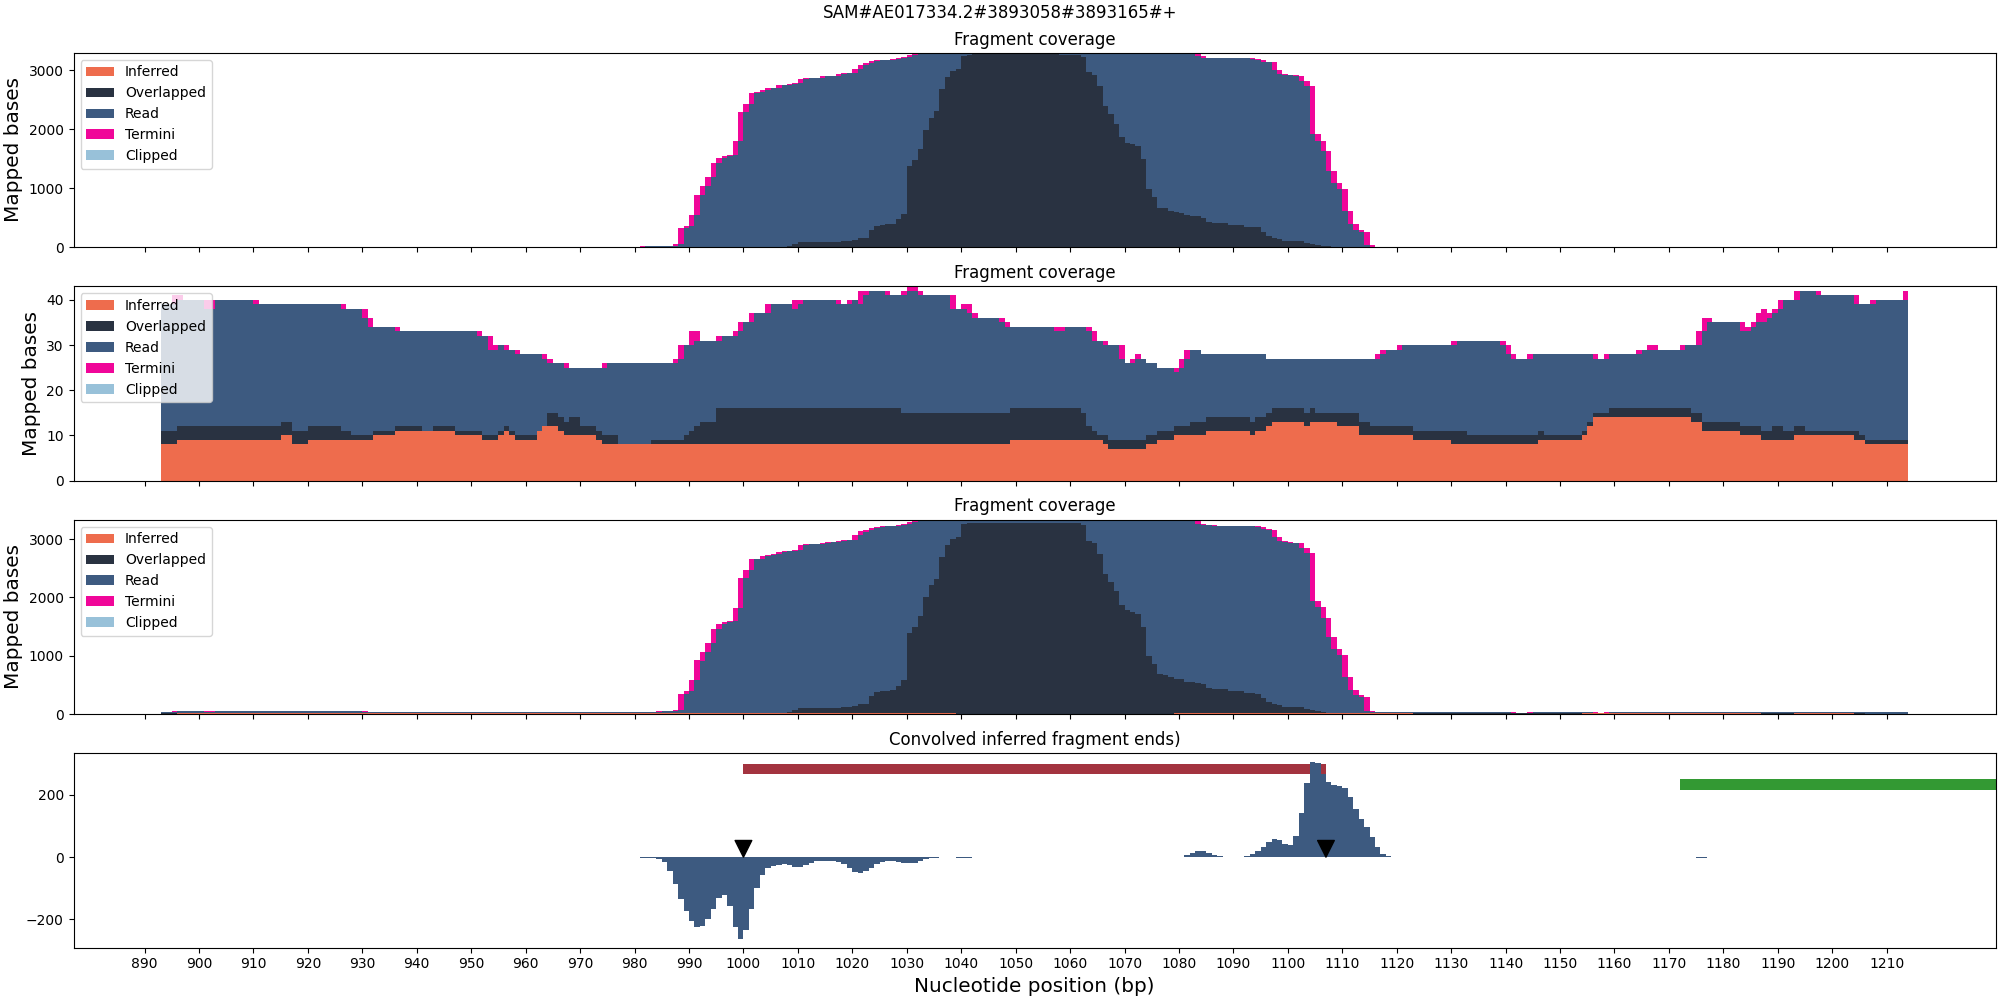 SAM#AE017334.2#3893058#3893165#+
Fragment coverage
Mapped bases
3000
2000
1000
0
Inferred
Overlapped
Read
Termini
Clipped
Fragment coverage
Mapped bases
40
30
20
10
0
Inferred
Overlapped
Read
Termini
Clipped
Fragment coverage
Mapped bases
3000
2000
1000
0
Inferred
Overlapped
Read
Termini
Clipped
Convolved inferred fragment ends)
200
0
−200
890 900 910 920 930 940 950 960 970 980 990 1000 1010 1020 1030 1040 1050 1060 1070 1080 1090 1100 1110 1120 1130 1140 1150 1160 1170 1180 1190 1200 1210
Nucleotide position (bp)